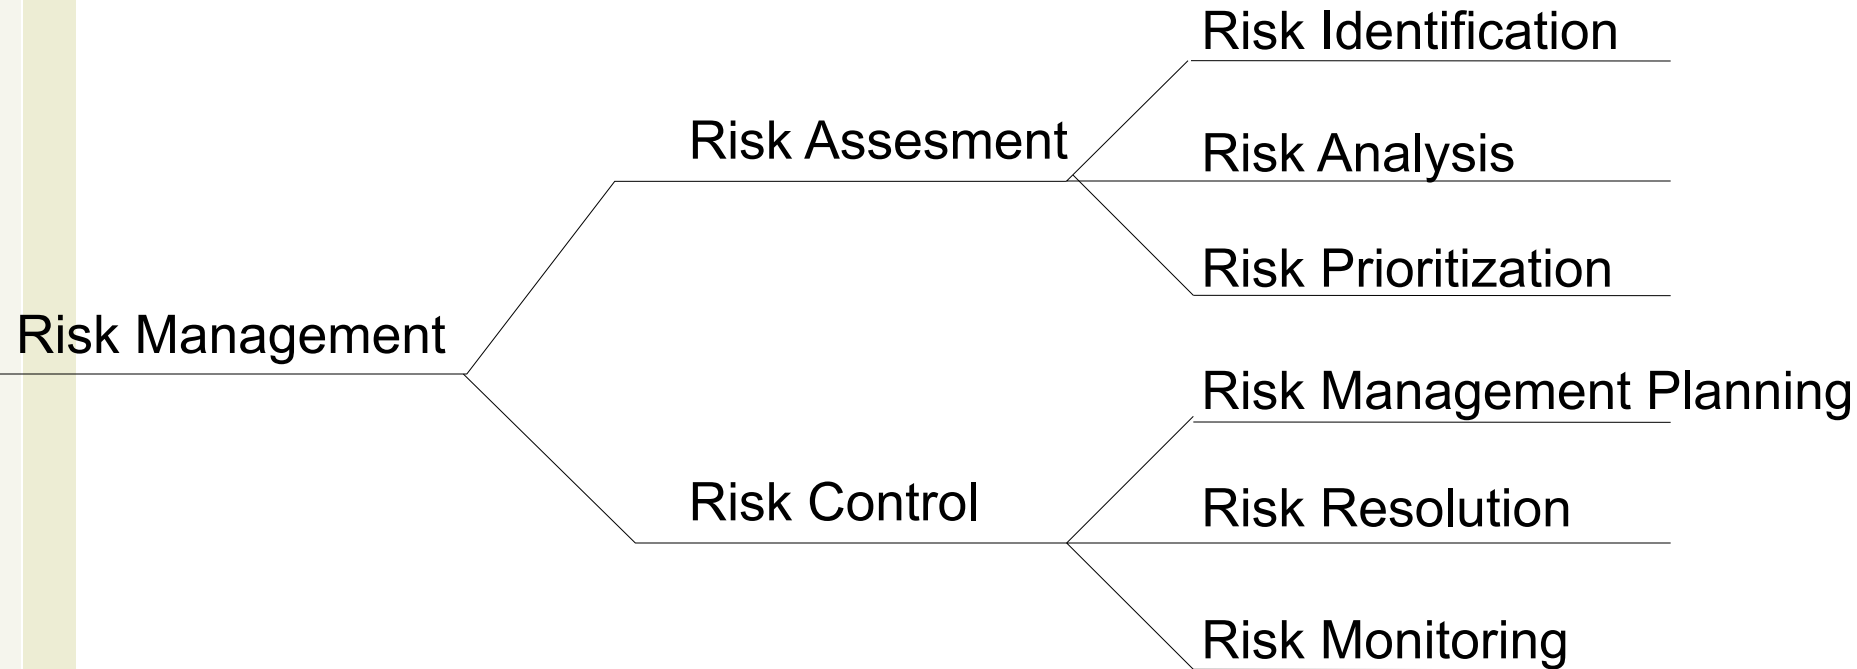 Risk Identification
Risk Assesment
Risk Analysis
Risk Prioritization
Risk Management
Risk Management Planning
Risk Control
Risk Resolution
Risk Monitoring